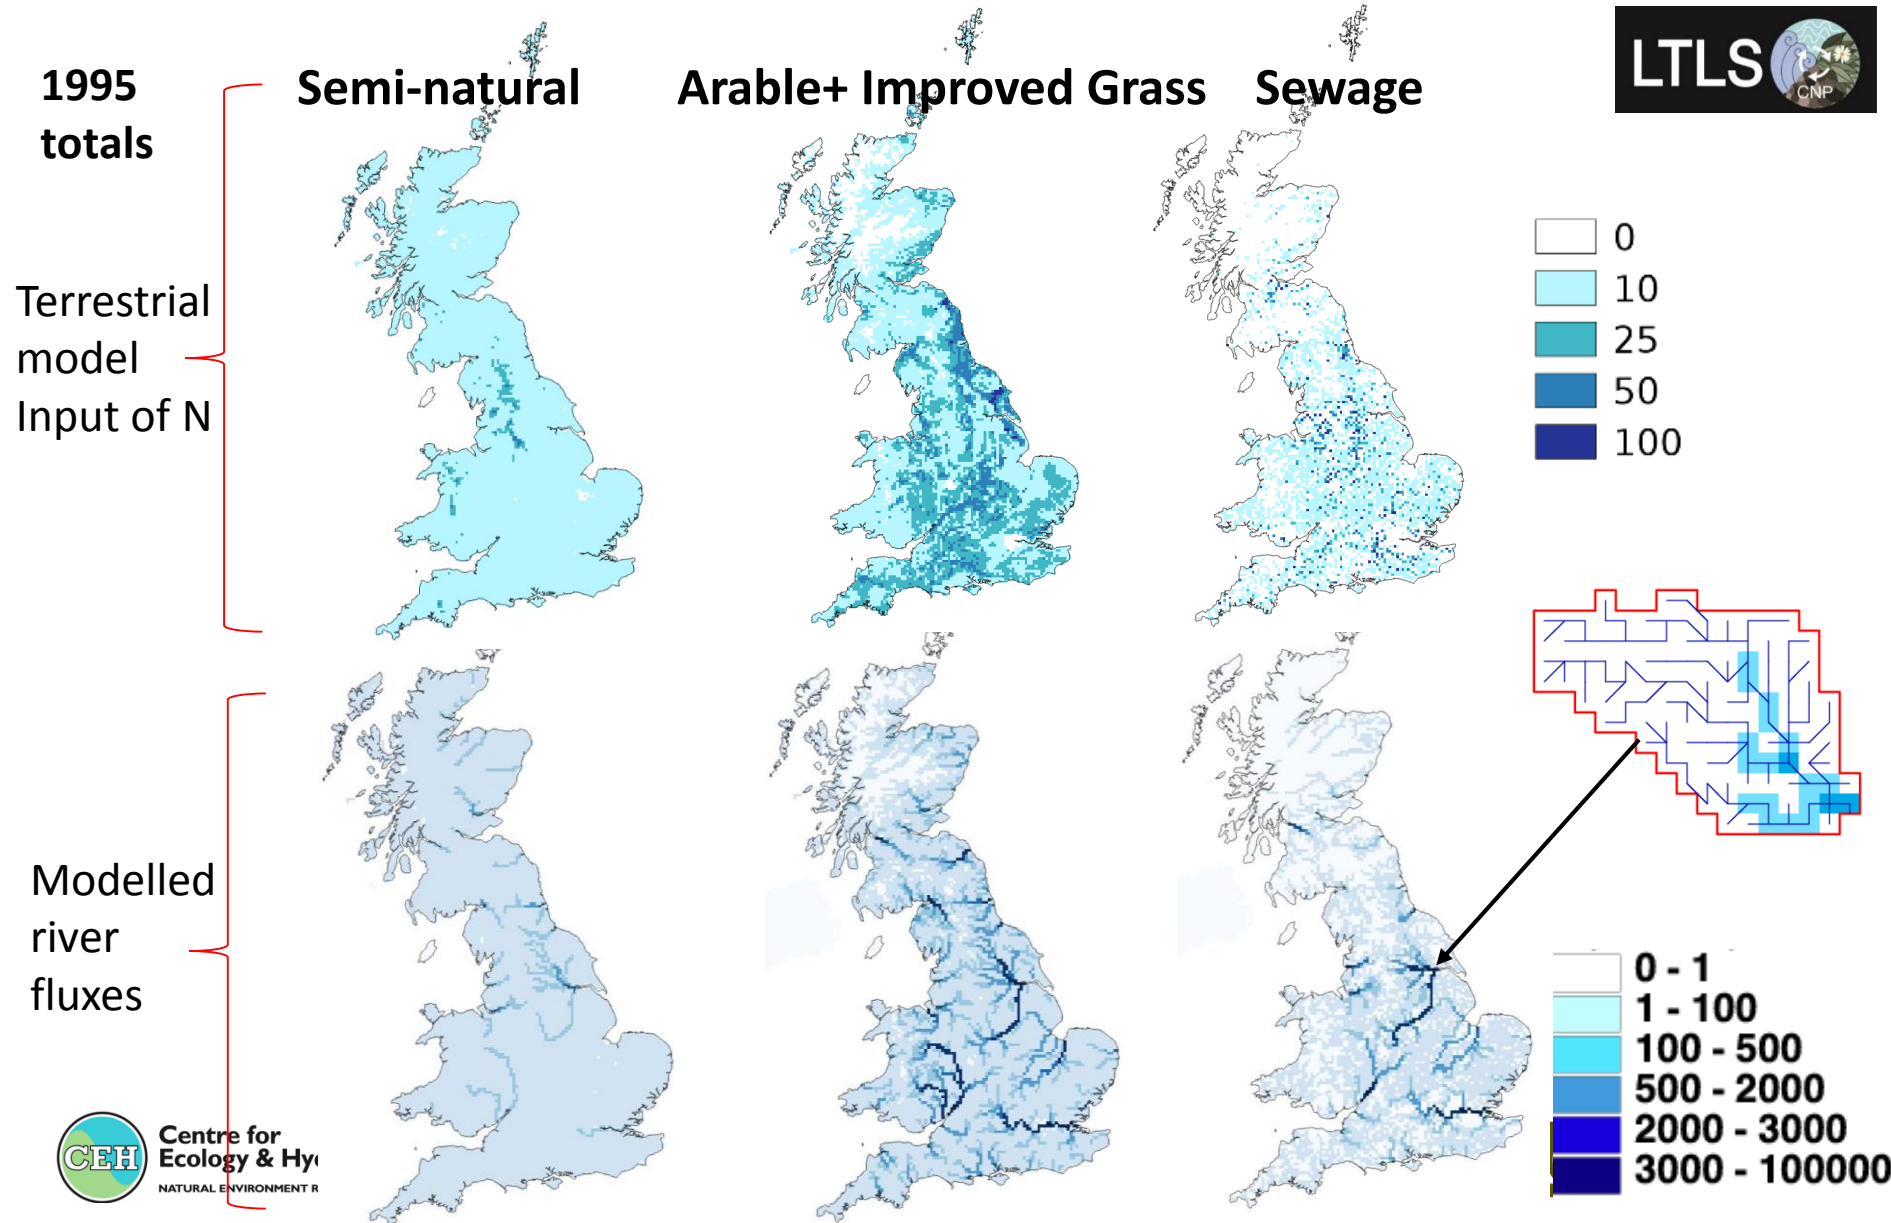 1995
totals
Semi-natural
Arable+ Improved Grass
Sewage
LTLS
CNP
Terrestrial
model
Input of N
0
10
25
50
100
Modelled
river
fluxes
0 - 1
1 - 100
100 - 500
500 - 2000
2000 - 3000
3000 - 100000
CEH
Centre for
Ecology & Hy
NATURAL ENVIRONMENT R